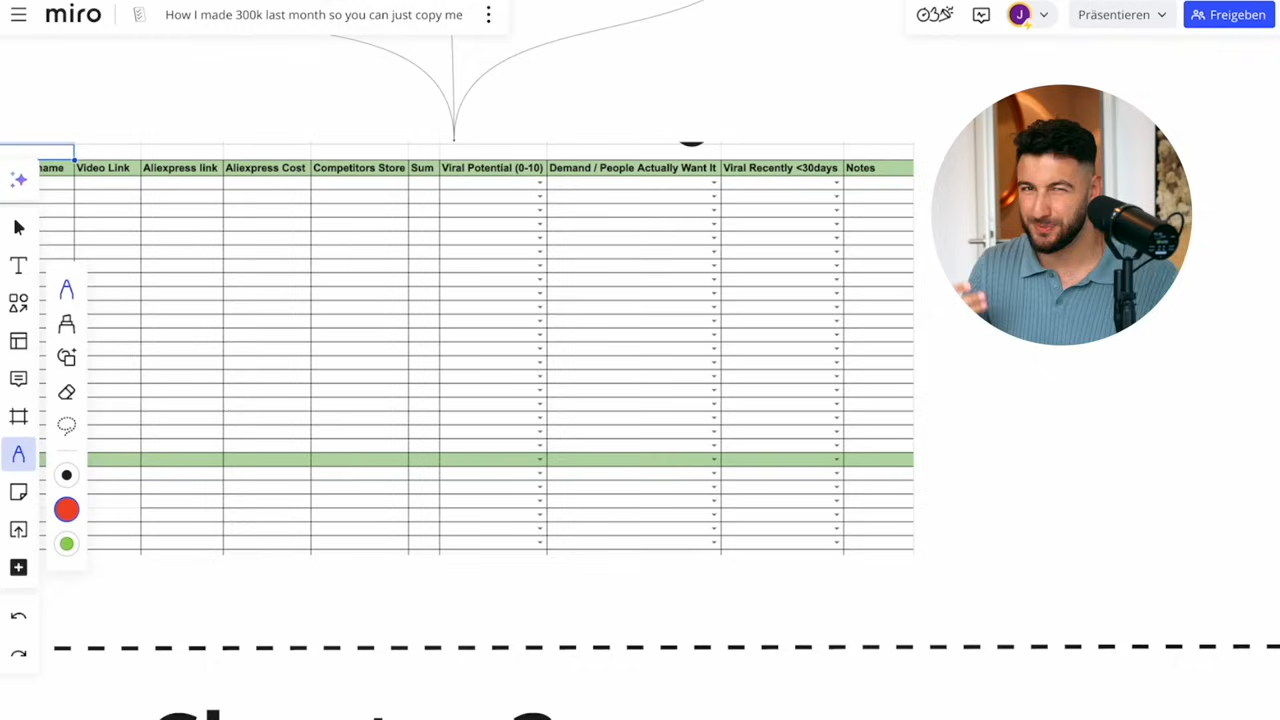 miro
How I made 300k last month so you can just copy me
J
Präsentieren
Freigeben
name Video Link Aliexpress link Aliexpress Cost Competitors Store Sum Viral Potential (0-10) Demand / People Actually Want It Viral Recently <30days Notes